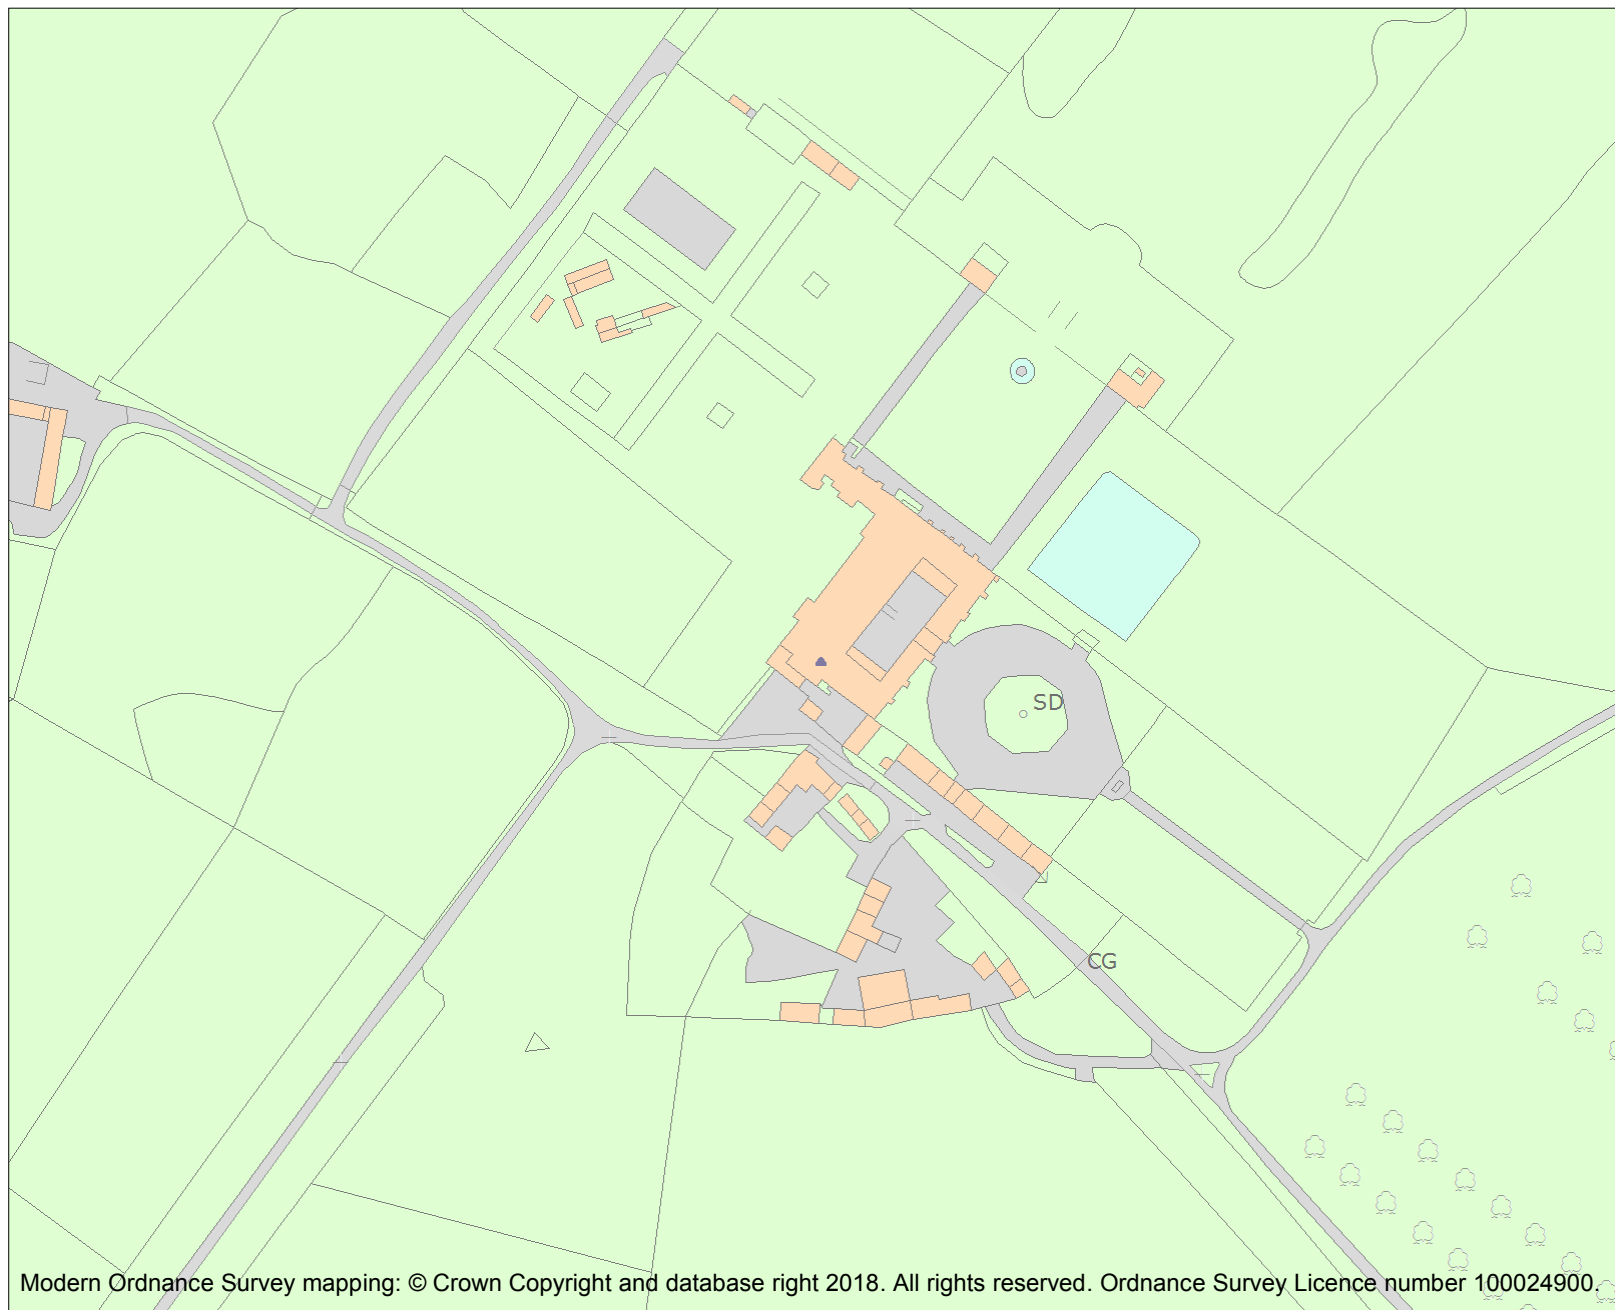 SD
CG
Modern Ordnance Survey mapping: © Crown Copyright and database right 2018. All rights reserved. Ordnance Survey Licence number 100024900.